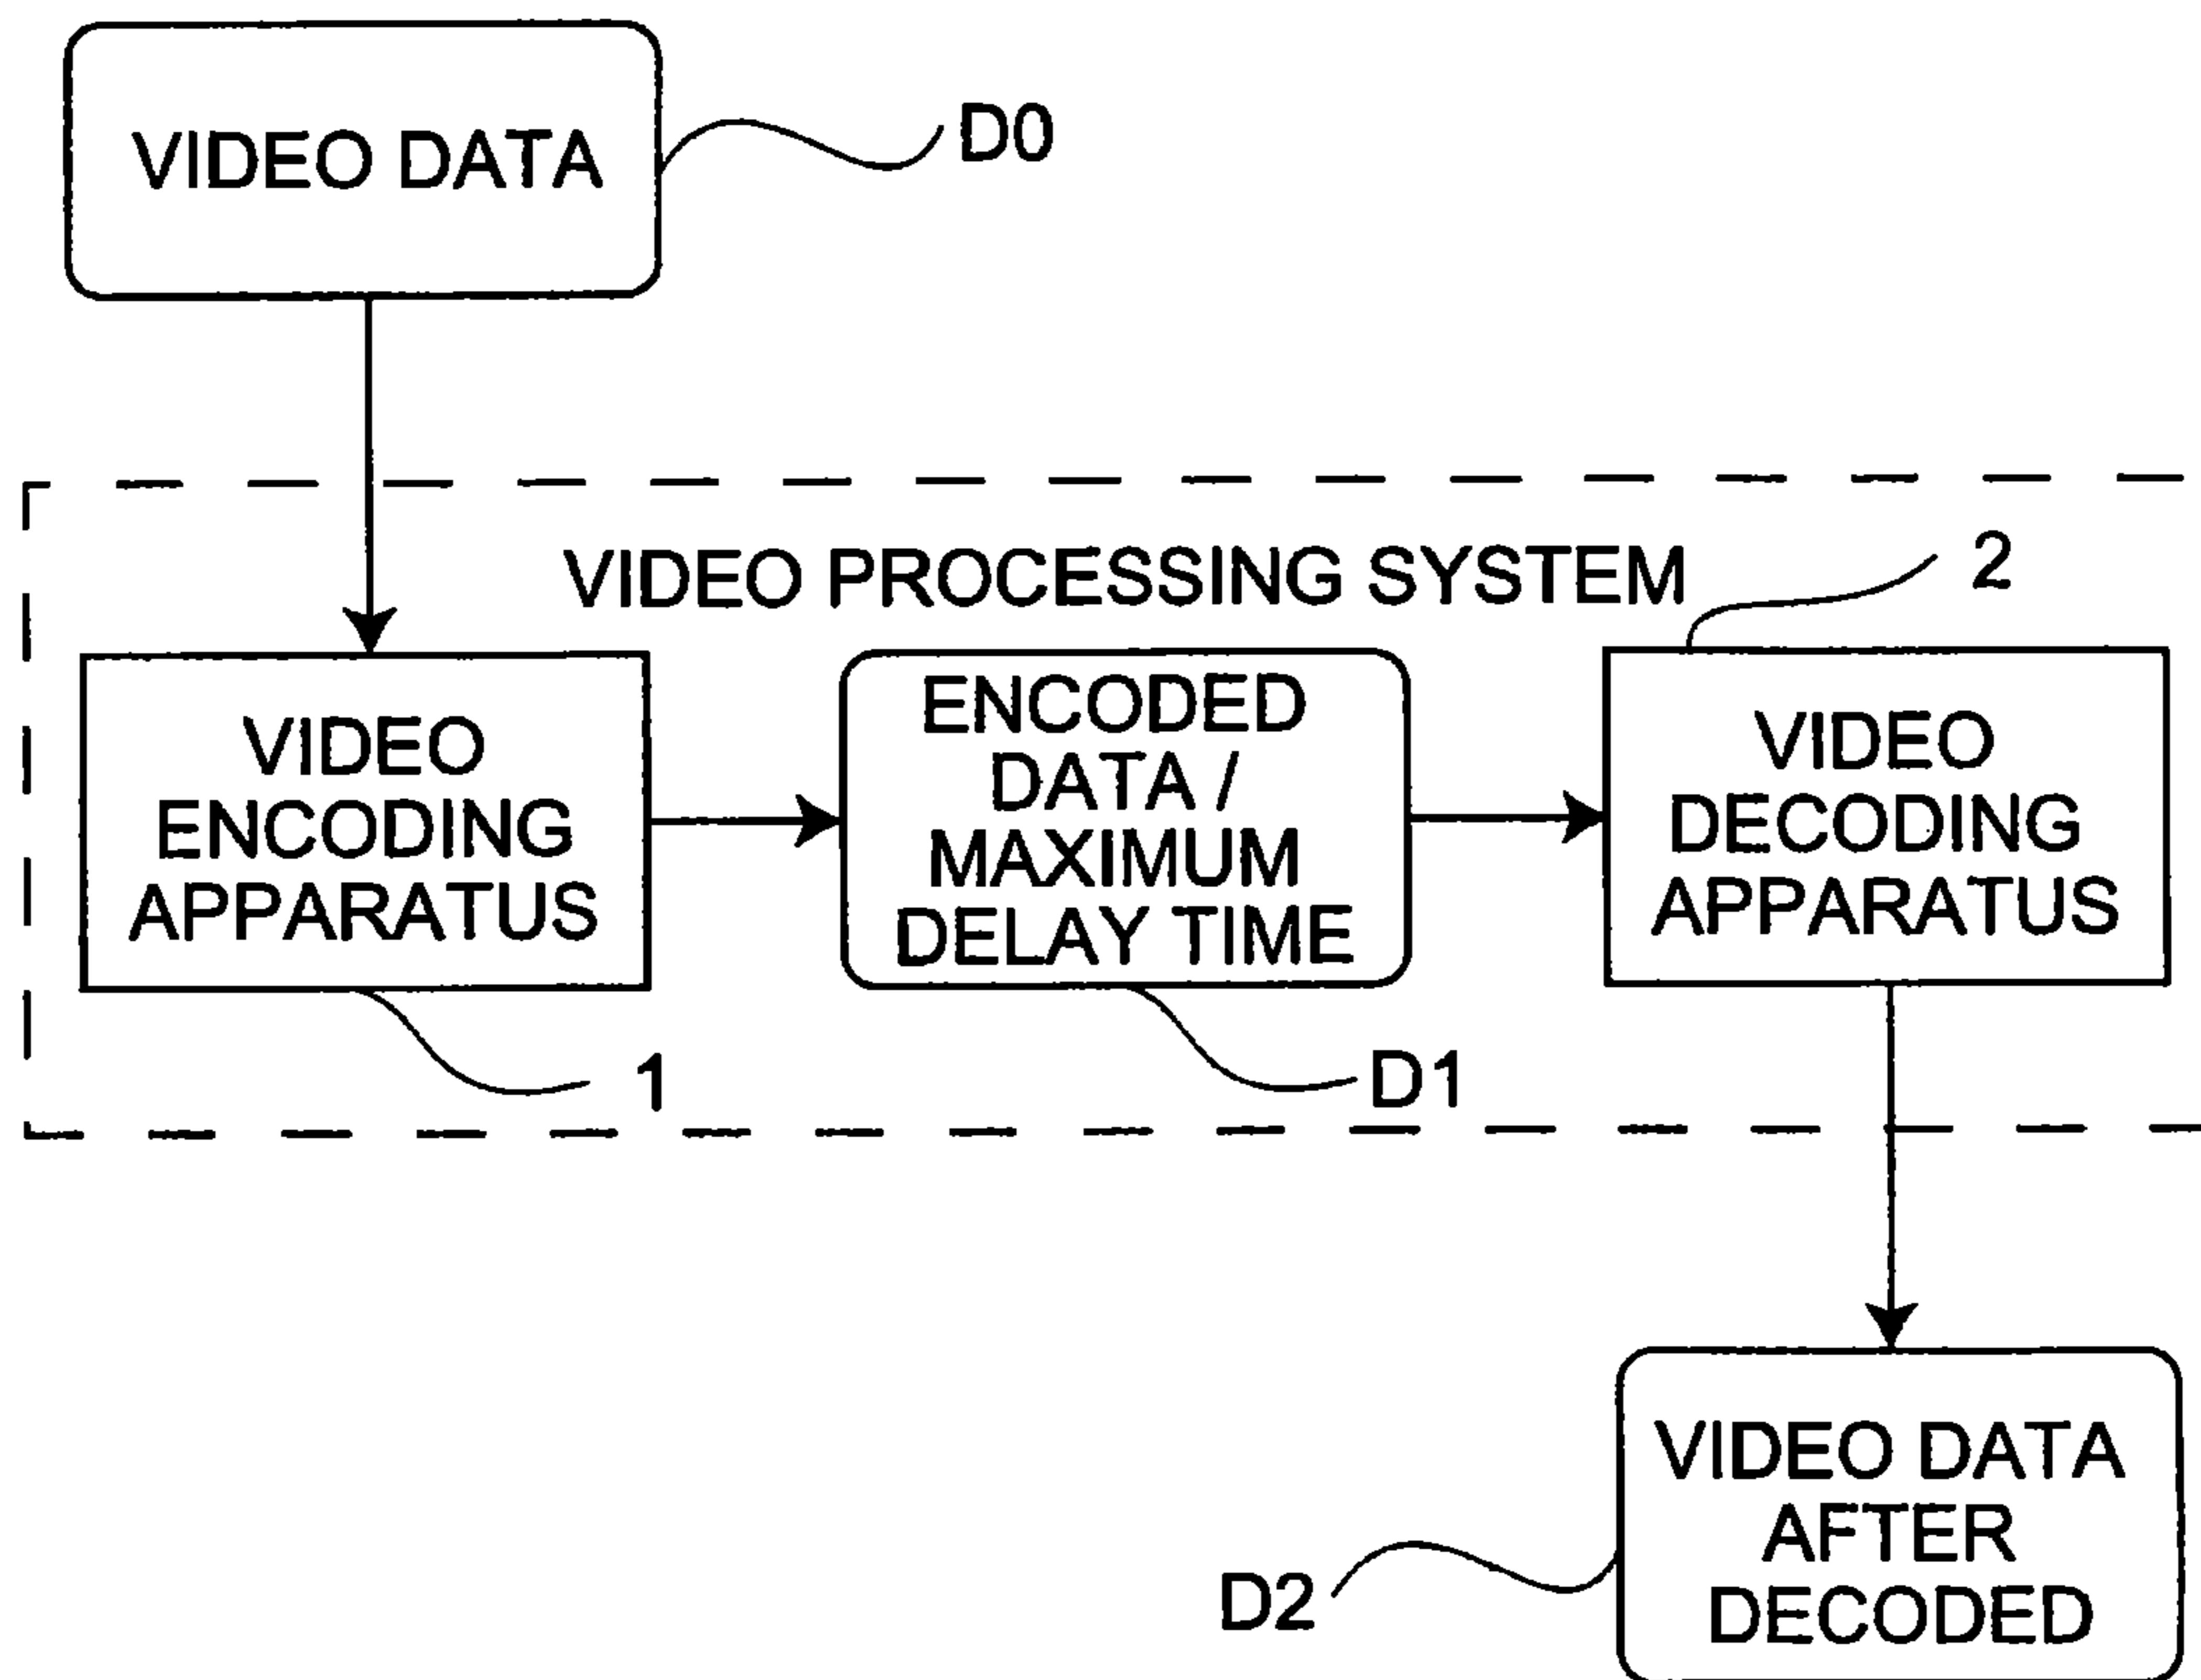 VIDEO DATA
D0
VIDEO PROCESSING SYSTEM
2
VIDEO
ENCODING
APPARATUS
1
ENCODED
DATA /
MAXIMUM
DELAY TIME
D1
VIDEO
DECODING
APPARATUS
VIDEO DATA
AFTER
DECODED
D2